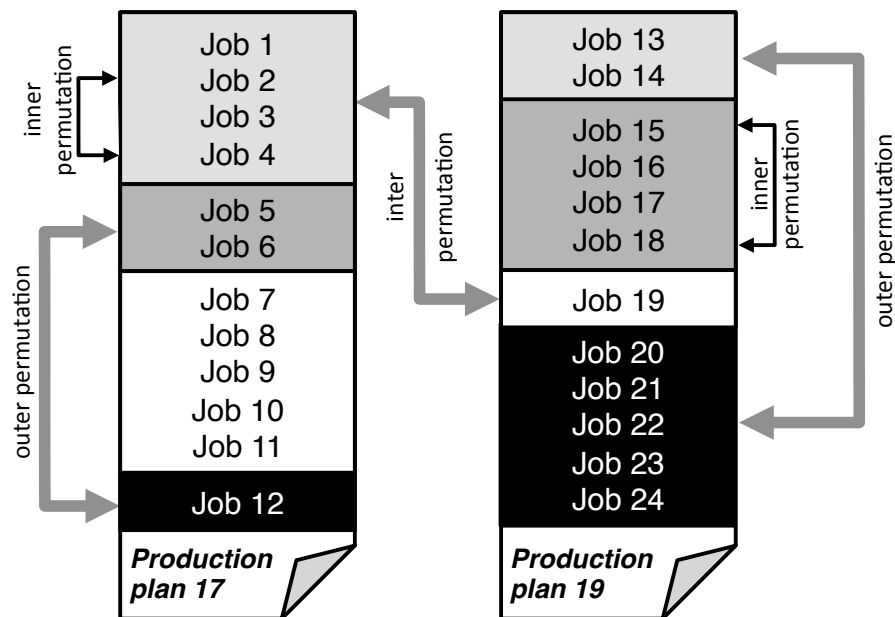 inner
permutation
outer permutation
Job 1
Job 2
Job 3
Job 4
Job 5
Job 6
Job 7
Job 8
Job 9
Job 10
Job 11
Job 12
Production
plan 17
inter
permutation
Job 13
Job 14
Job 15
Job 16
Job 17
Job 18
Job 19
Job 20
Job 21
Job 22
Job 23
Job 24
Production
plan 19
inner
permutation
outer permutation